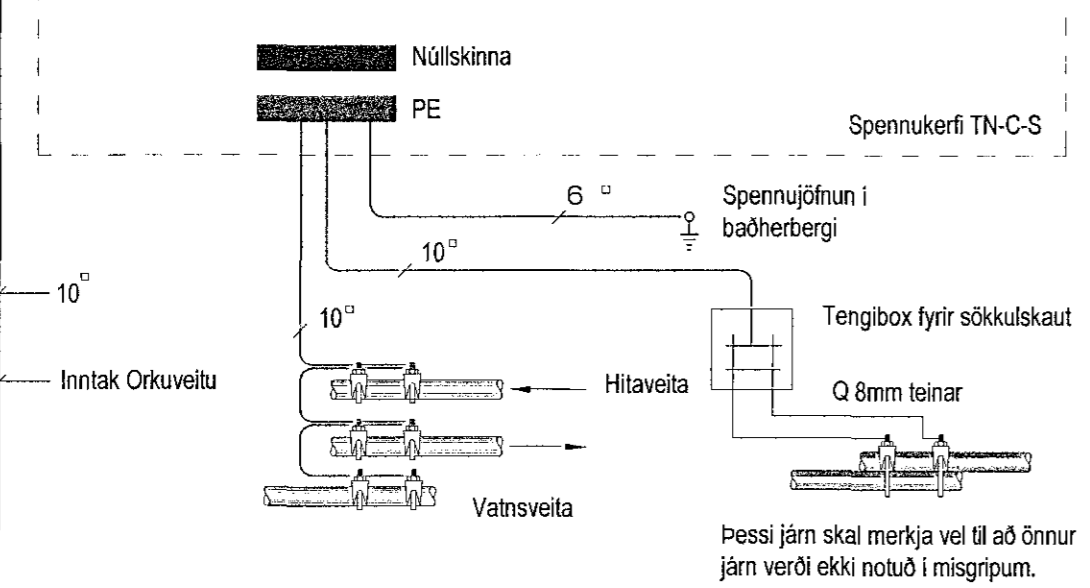 Núllskinna
PE
Spennukerfi TN-C-S
6 □
Spennujöfnun í
baðherbergi
10□
10□
10□
Tengibox fyrir sökkulskaut
Inntak Orkuveitu
Hitaveita
Q 8mm teinar
Vatnsveita
Þessi járn skal merkja vel til að önnur
járn verði ekki notuð í misgripum.